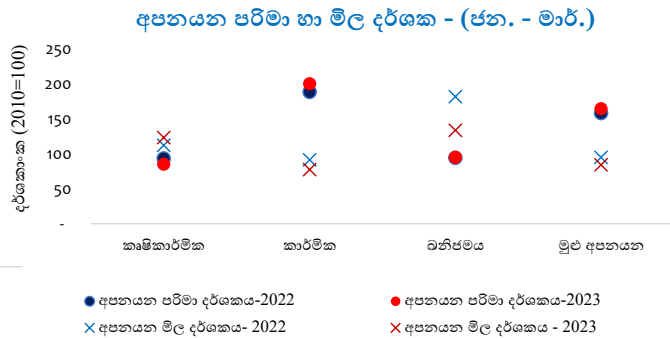 අපනයන පරිමා හා මිල දර්ශක - (ජන. - මාර්.)
දර්ශකාංක (2010=100)
250
200
150
100
50
-
කෘෂිකාර්මික කාර්මික ඛනිජමය මුළු අපනයන
අපනයන පරිමා දර්ශකය-2022 අපනයන පරිමා දර්ශකය-2023
අපනයන මිල දර්ශකය- 2022 අපනයන මිල දර්ශකය - 2023